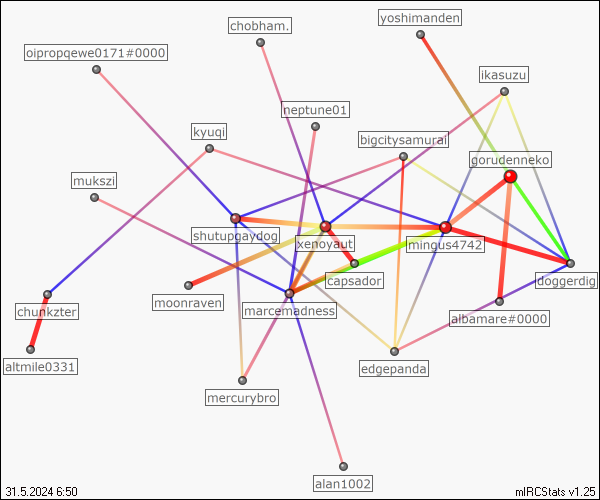 yoshimanden
chobham.
oipropqewe0171#0000
ikasuzu
neptune01
kyuqi
bigcitysamurai
gorudenneko
mukszi
shutupgaydog
xenoyaut
mingus4742
capsador
doggerdig
moonraven
marcemadness
chunkzter
albamare#0000
altmile0331
edgepanda
mercurybro
alan1002
31.5.2024 6:50
mIRCStats v1.25